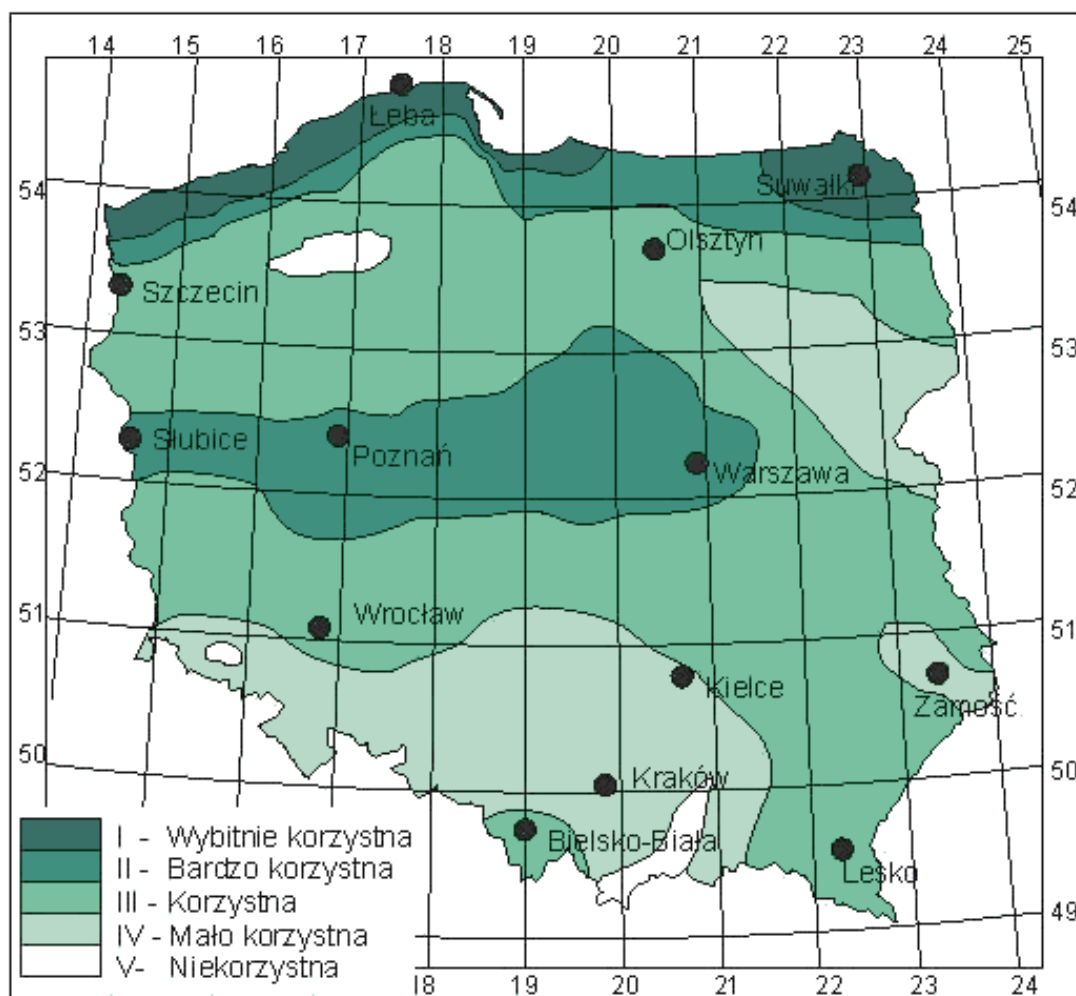 14 15 16 17 18 19 20 21 22 23 24 25
Łeba
54
Suwałki
54
Olsztyn
Szczecin
53
53
Słubice
Poznań
Warszawa
52
52
51
Wrocław
51
Kielce
Zamość
50
Kraków
50
I - Wybitnie korzystna
Bielsko-Biała
II - Bardzo korzystna
Lesko
III - Korzystna
49
IV - Mało korzystna
V- Niekorzystna
18 19 20 21 22 23 24